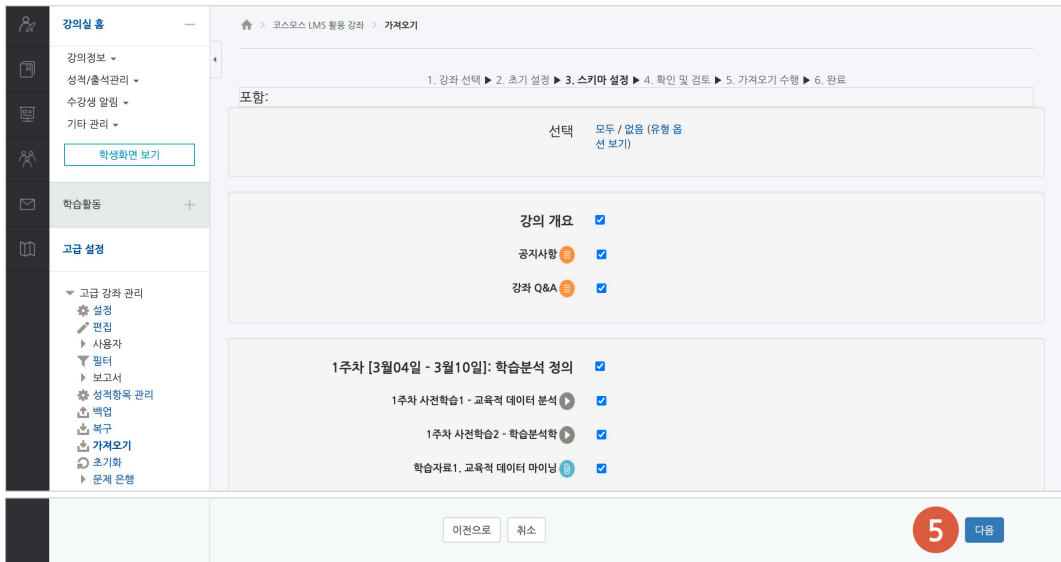 강의실 홈
강의정보
성적/출석관리
수강생 알림
기타 관리
학생화면 보기
학습활동
고급 설정
고급 강좌 관리
설정
편집
사용자
필터
보고서
성적항목 관리
백업
복구
가져오기
초기화
문제 은행
코스모스 LMS 활용 강좌 > 가져오기
1. 강좌 선택 ▶ 2. 초기 설정 ▶ 3. 스키마 설정 ▶ 4. 확인 및 검토 ▶ 5. 가져오기 수행 ▶ 6. 완료
포함:
선택 모두 / 없음 (유형 옵
션 보기)
강의 개요
공지사항
강좌 Q&A
1주차 [3월04일 - 3월10일]: 학습분석 정의
1주차 사전학습1 - 교육적 데이터 분석
1주차 사전학습2 - 학습분석학
학습자료1. 교육적 데이터 마이닝
이전으로 취소 5 다음